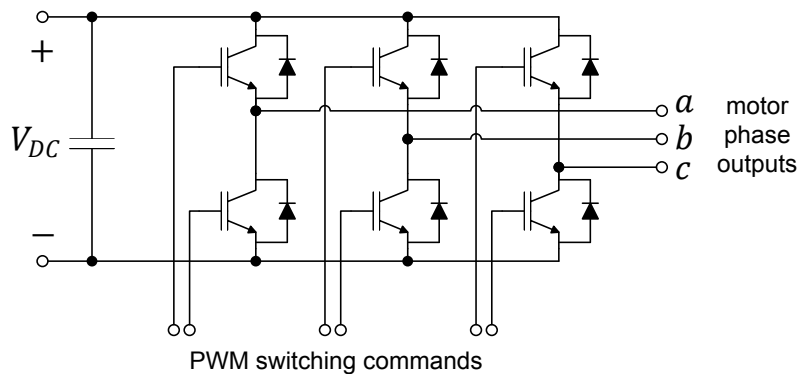 +
V_DC
−
a
b
c
motor
phase
outputs
PWM switching commands